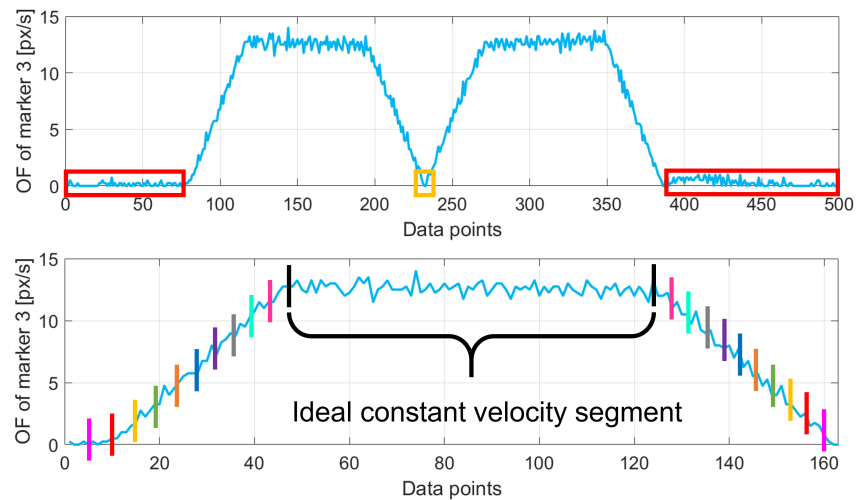 OF of marker 3 [px/s]
15
10
5
0
0 50 100 150 200 250 300 350 400 450 500
Data points
OF of marker 3 [px/s]
15
10
5
0
Ideal constant velocity segment
0 20 40 60 80 100 120 140 160
Data points